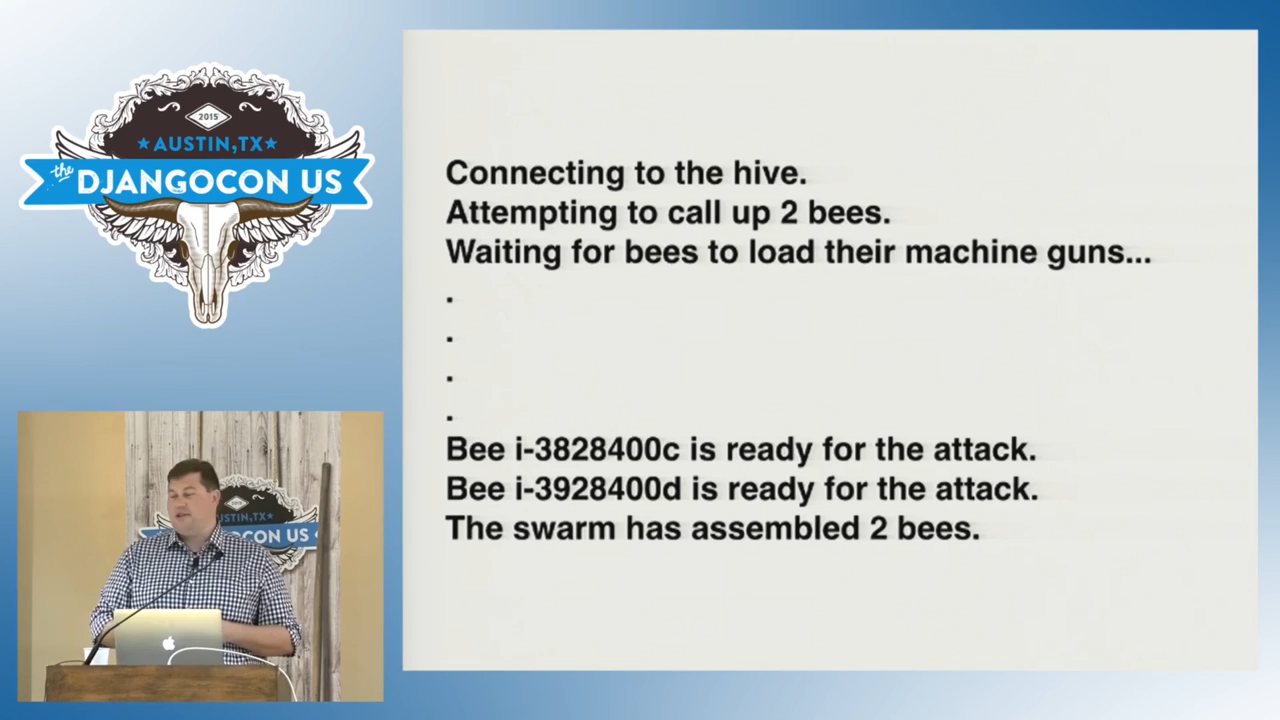 2015
★AUSTIN,TX★
the
DJANGOCON US
Connecting to the hive.
Attempting to call up 2 bees.
Waiting for bees to load their machine guns...
.
.
.
.
Bee i-3828400c is ready for the attack.
Bee i-3928400d is ready for the attack.
The swarm has assembled 2 bees.
USTIN,TX★
OCON US